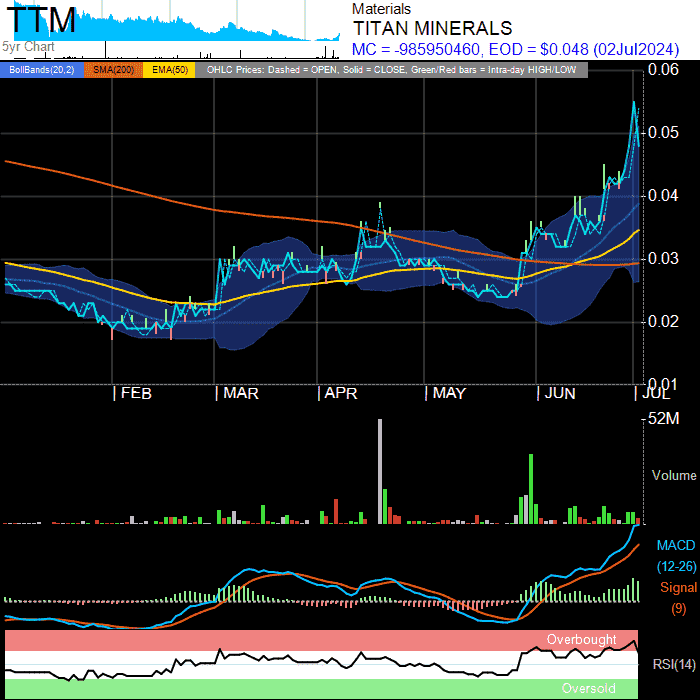 TTM
5yr Chart
Materials
TITAN MINERALS
MC = -985950460, EOD = $0.048 (02Jul2024)
BollBands(20,2) SMA(200) EMA(50) OHLC Prices: Dashed = OPEN, Solid = CLOSE, Green/Red bars = Intra-day HIGH/LOW
0.06
0.05
0.04
0.03
0.02
0.01
| FEB | MAR | APR | MAY | JUN | JUL
52M
Volume
MACD
(12-26)
Signal
(9)
Overbought
RSI(14)
Oversold